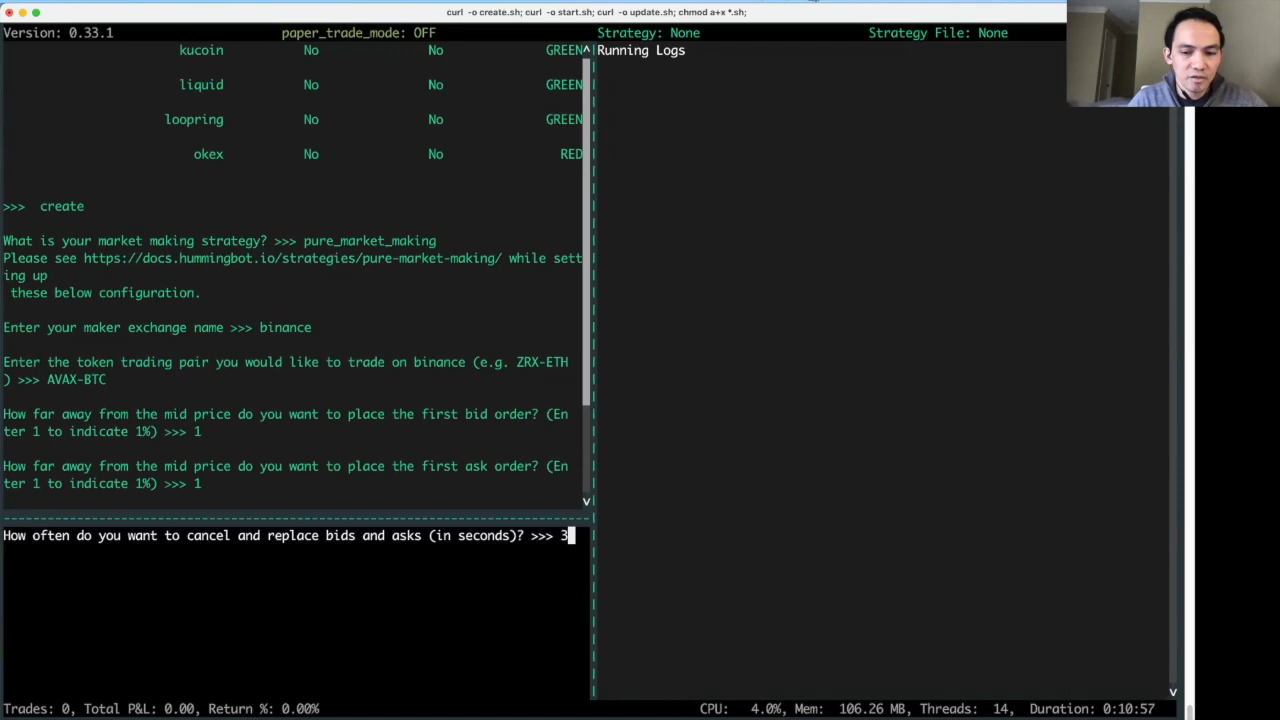 curl -o create.sh; curl -o start.sh; curl -o update.sh; chmod a+x *.sh;
Version: 0.33.1 paper_trade_mode: OFF Strategy: None Strategy File: None
kucoin No No GREEN ^
liquid No No GREEN
loopring No No GREEN
okex No No RED
>>> create
What is your market making strategy? >>> pure_market_making
Please see https://docs.hummingbot.io/strategies/pure-market-making/ while sett
ing up
these below configuration.
Enter your maker exchange name >>> binance
Enter the token trading pair you would like to trade on binance (e.g. ZRX-ETH
) >>> AVAX-BTC
How far away from the mid price do you want to place the first bid order? (En
ter 1 to indicate 1%) >>> 1
How far away from the mid price do you want to place the first ask order? (En
ter 1 to indicate 1%) >>> 1
v
How often do you want to cancel and replace bids and asks (in seconds)? >>> 3
Running Logs
v
Trades: 0, Total P&L: 0.00, Return %: 0.00% CPU: 4.0%, Mem: 106.26 MB, Threads: 14, Duration: 0:10:57